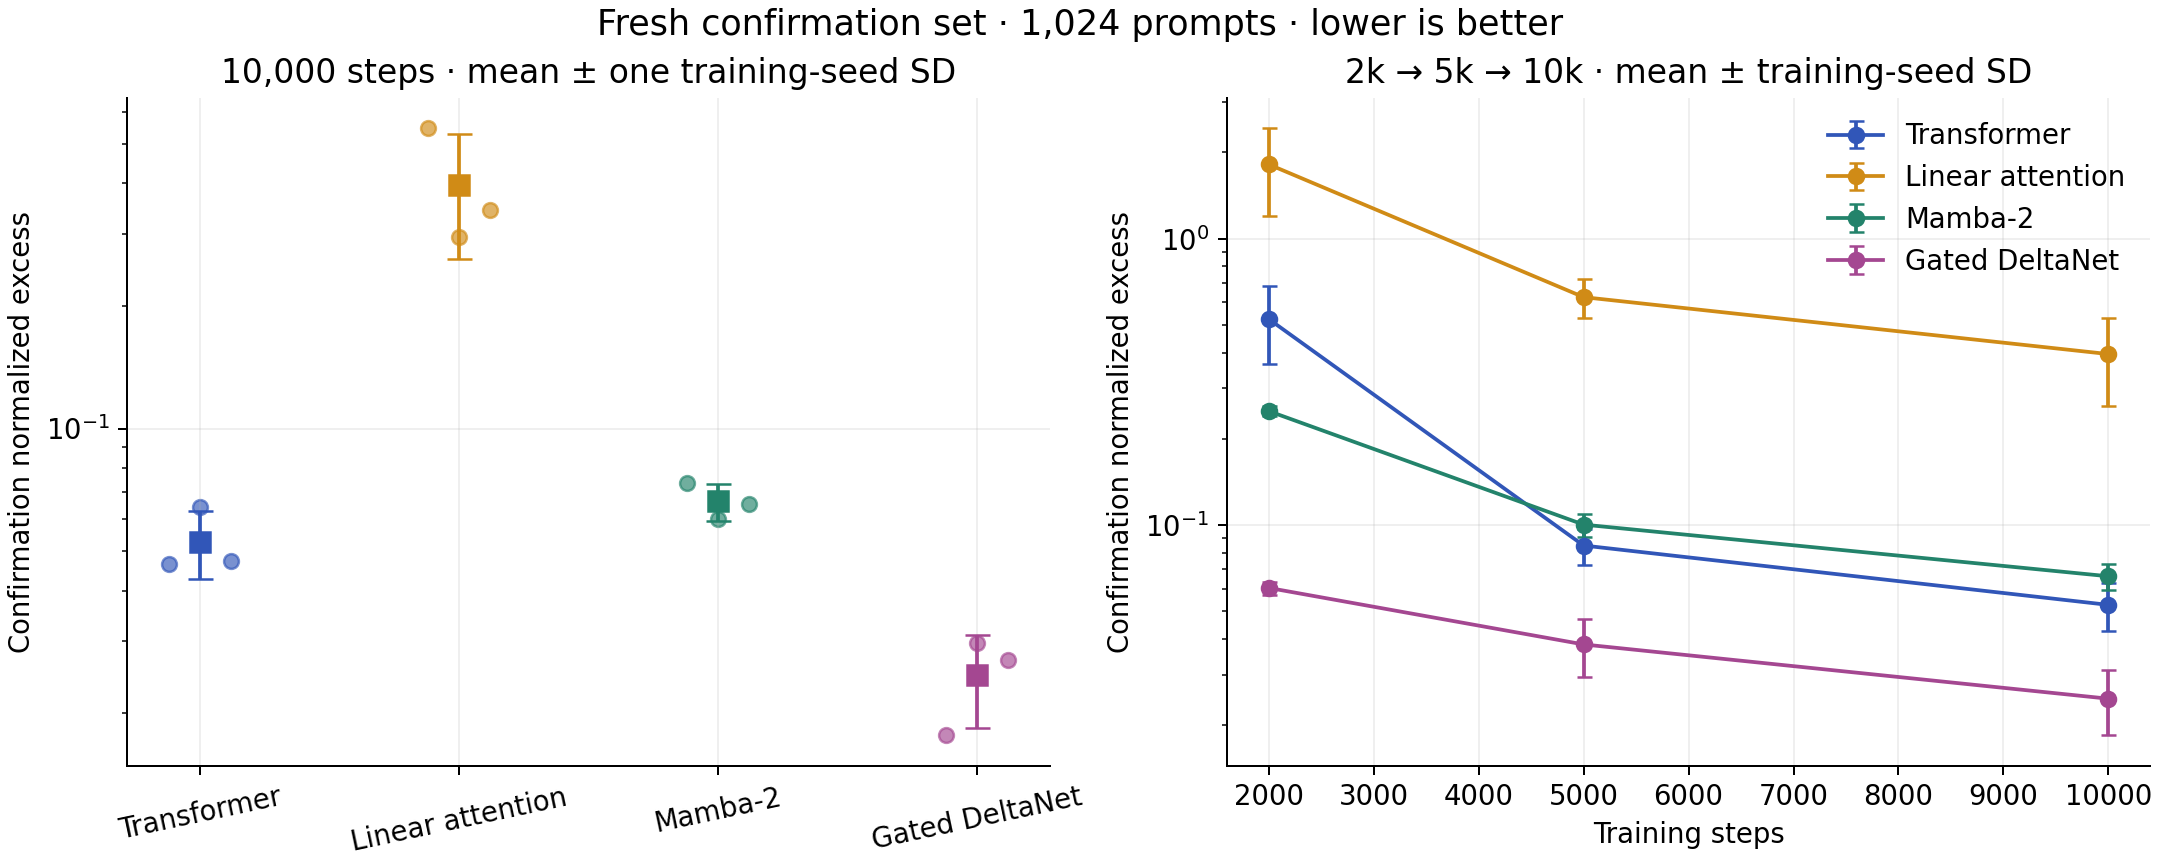 Fresh confirmation set · 1,024 prompts · lower is better
10,000 steps · mean ± one training-seed SD
Confirmation normalized excess
10⁻¹
Transformer
Linear attention
Mamba-2
Gated DeltaNet
2k → 5k → 10k · mean ± training-seed SD
Confirmation normalized excess
10⁰
10⁻¹
Transformer
Linear attention
Mamba-2
Gated DeltaNet
2000 3000 4000 5000 6000 7000 8000 9000 10000
Training steps